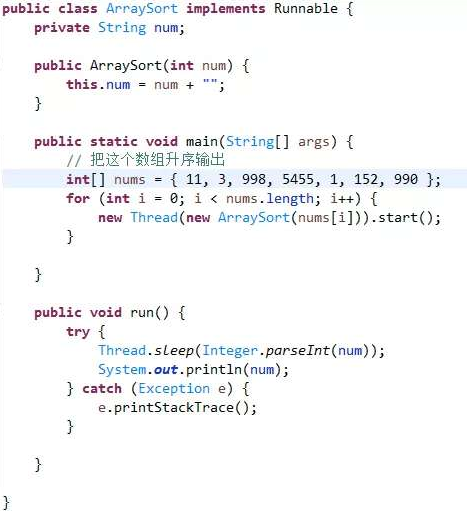 public class ArraySort implements Runnable {
    private String num;

    public ArraySort(int num) {
        this.num = num + "";
    }

    public static void main(String[] args) {
        // 把这个数组升序输出
        int[] nums = { 11, 3, 998, 5455, 1, 152, 990 };
        for (int i = 0; i < nums.length; i++) {
            new Thread(new ArraySort(nums[i])).start();
        }

    }

    public void run() {
        try {
            Thread.sleep(Integer.parseInt(num));
            System.out.println(num);
        } catch (Exception e) {
            e.printStackTrace();
        }

    }

}